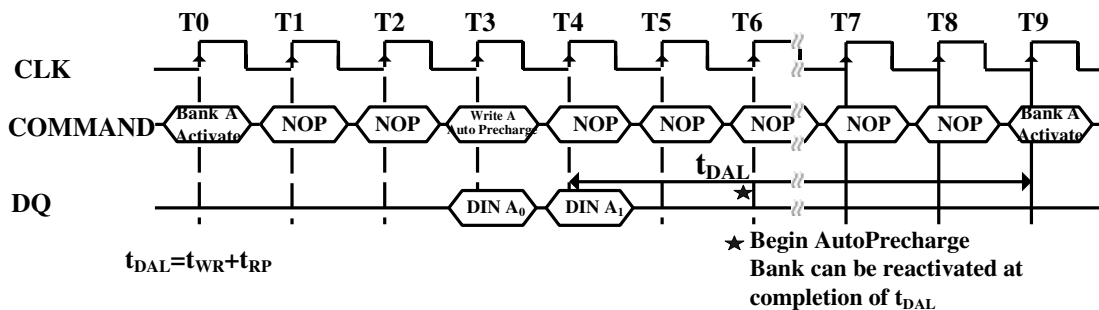 T0 T1 T2 T3 T4 T5 T6 T7 T8 T9
CLK
COMMAND
Bank A
Activate
NOP
NOP
Write A
Auto Precharge
NOP
NOP
NOP
NOP
NOP
Bank A
Activate
tDAL
DQ
DIN A0
DIN A1
tDAL=tWR+tRP
★ Begin AutoPrecharge
Bank can be reactivated at
completion of tDAL